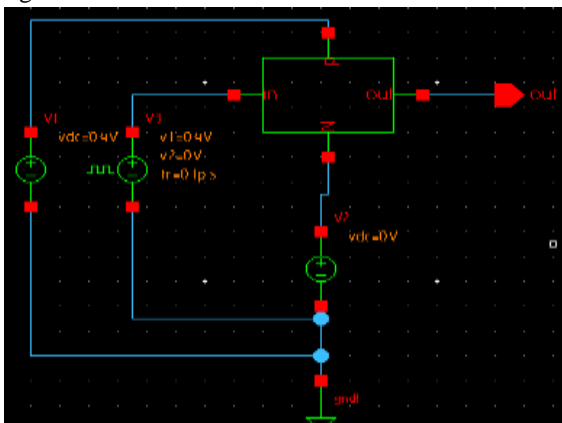 P
in
out
out
N
V1
vdc=0.4V
V3
v1=0.4V
v2=0V
tr=0.1ps
V2
vdc=0V
gnd!